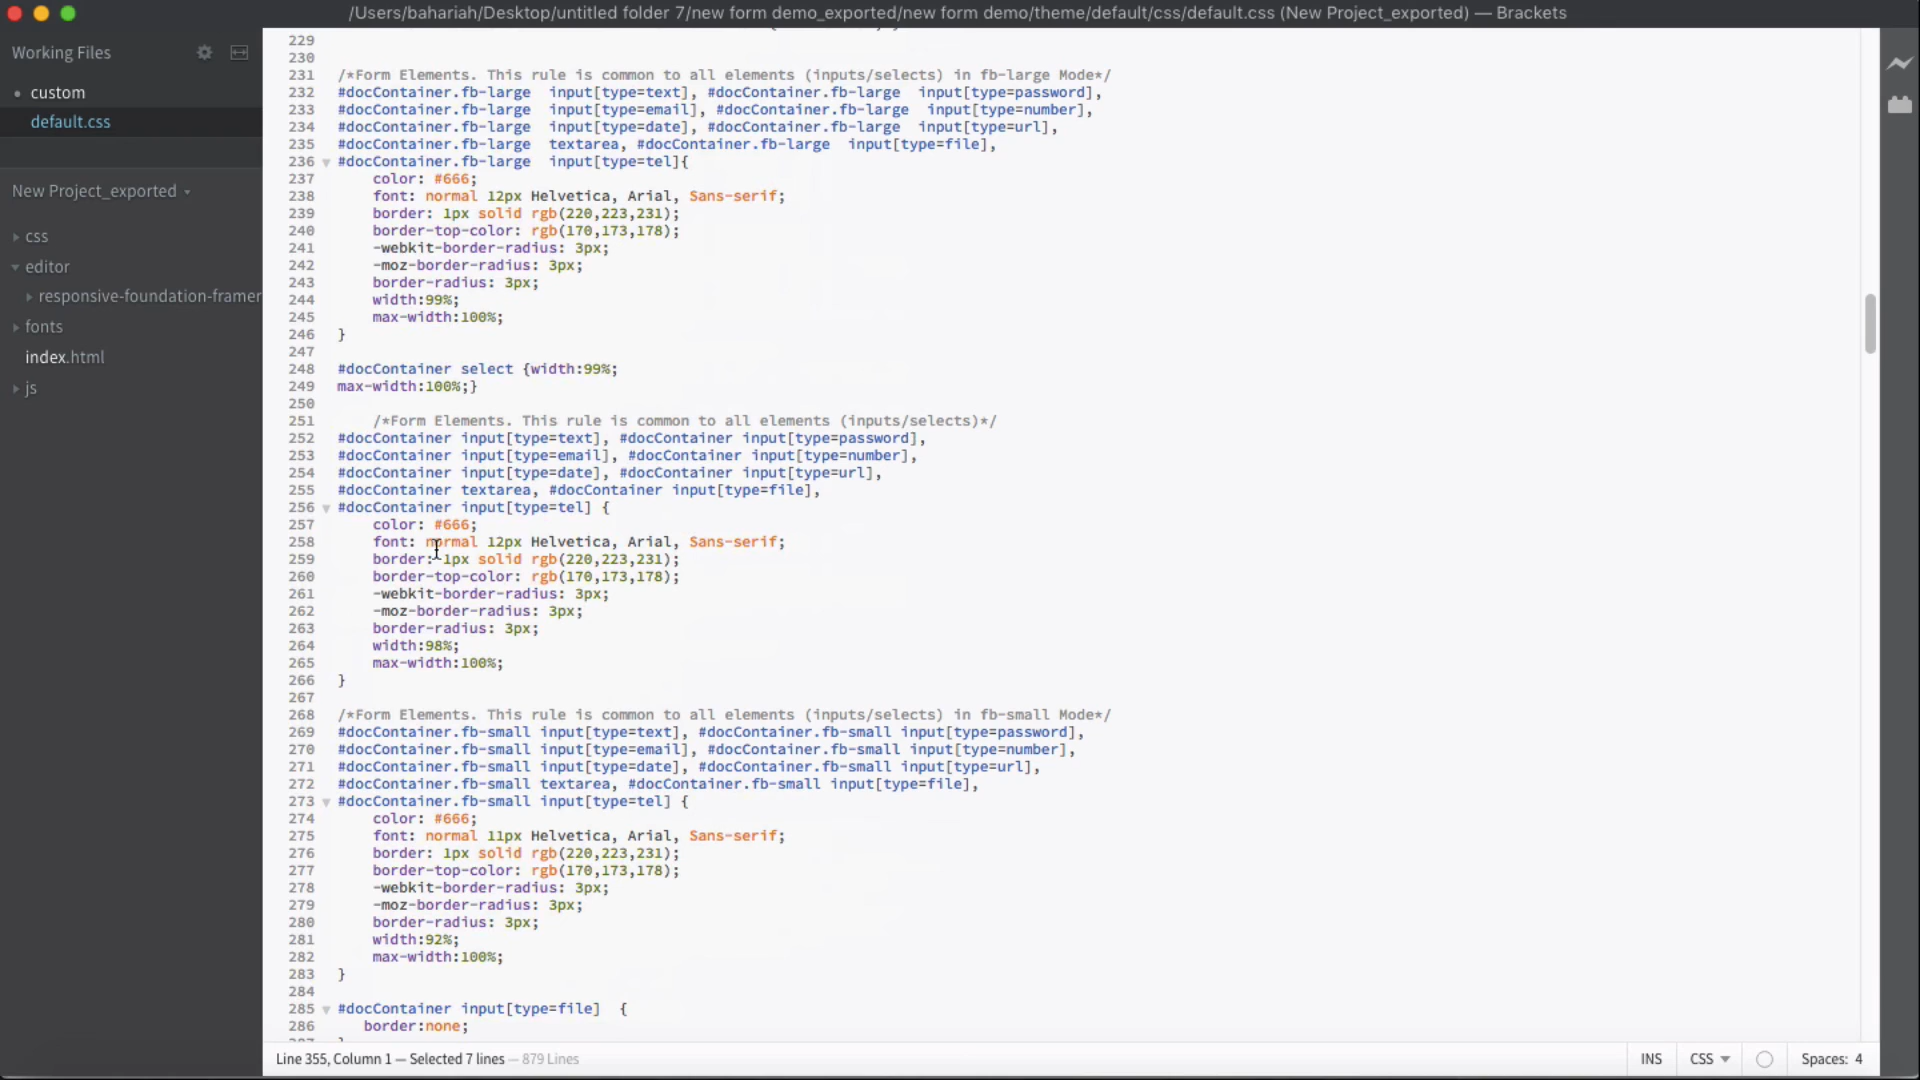 /Users/bahariah/Desktop/untitled folder 7/new form demo_exported/new form demo/theme/default/css/default.css (New Project_exported) — Brackets
Working Files
custom
default.css
New Project_exported
css
editor
responsive-foundation-framer
fonts
index.html
js
229
230
231 /*Form Elements. This rule is common to all elements (inputs/selects) in fb-large Mode*/
232 #docContainer.fb-large  input[type=text], #docContainer.fb-large  input[type=password],
233 #docContainer.fb-large  input[type=email], #docContainer.fb-large  input[type=number],
234 #docContainer.fb-large  input[type=date], #docContainer.fb-large  input[type=url],
235 #docContainer.fb-large  textarea, #docContainer.fb-large  input[type=file],
236 #docContainer.fb-large  input[type=tel]{
237     color: #666;
238     font: normal 12px Helvetica, Arial, Sans-serif;
239     border: 1px solid rgb(220,223,231);
240     border-top-color: rgb(170,173,178);
241     -webkit-border-radius: 3px;
242     -moz-border-radius: 3px;
243     border-radius: 3px;
244     width:99%;
245     max-width:100%;
246 }
247
248 #docContainer select {width:99%;
249 max-width:100%;}
250
251     /*Form Elements. This rule is common to all elements (inputs/selects)*/
252 #docContainer input[type=text], #docContainer input[type=password],
253 #docContainer input[type=email], #docContainer input[type=number],
254 #docContainer input[type=date], #docContainer input[type=url],
255 #docContainer textarea, #docContainer input[type=file],
256 #docContainer input[type=tel] {
257     color: #666;
258     font: normal 12px Helvetica, Arial, Sans-serif;
259     border: 1px solid rgb(220,223,231);
260     border-top-color: rgb(170,173,178);
261     -webkit-border-radius: 3px;
262     -moz-border-radius: 3px;
263     border-radius: 3px;
264     width:98%;
265     max-width:100%;
266 }
267
268 /*Form Elements. This rule is common to all elements (inputs/selects) in fb-small Mode*/
269 #docContainer.fb-small input[type=text], #docContainer.fb-small input[type=password],
270 #docContainer.fb-small input[type=email], #docContainer.fb-small input[type=number],
271 #docContainer.fb-small input[type=date], #docContainer.fb-small input[type=url],
272 #docContainer.fb-small textarea, #docContainer.fb-small input[type=file],
273 #docContainer.fb-small input[type=tel] {
274     color: #666;
275     font: normal 11px Helvetica, Arial, Sans-serif;
276     border: 1px solid rgb(220,223,231);
277     border-top-color: rgb(170,173,178);
278     -webkit-border-radius: 3px;
279     -moz-border-radius: 3px;
280     border-radius: 3px;
281     width:92%;
282     max-width:100%;
283 }
284
285 #docContainer input[type=file]  {
286    border:none;
Line 355, Column 1 — Selected 7 lines — 879 Lines
INS
CSS
Spaces: 4